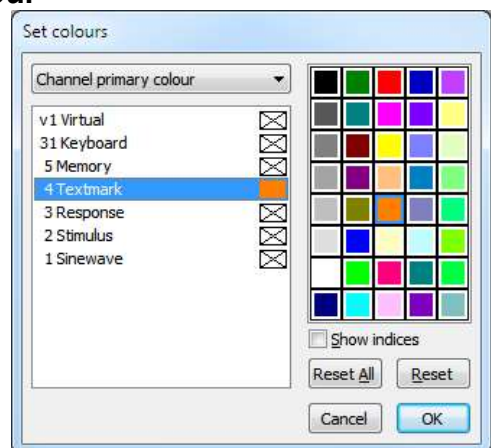 Set colours
Channel primary colour
v1 Virtual
31 Keyboard
5 Memory
4 Textmark
3 Response
2 Stimulus
1 Sinewave
Show indices
Reset All Reset
Cancel OK